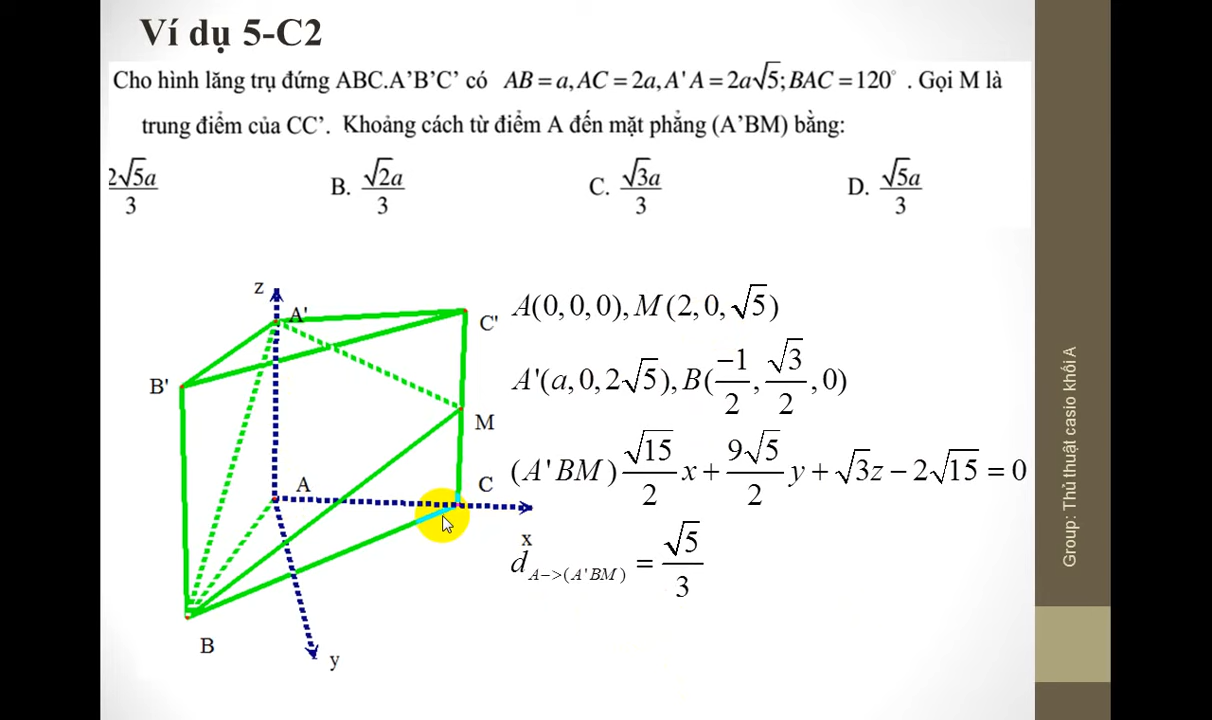 Ví dụ 5-C2
Cho hình lăng trụ đứng ABC.A’B’C’ có AB = a, AC = 2a, A'A = 2a√5; BAC = 120° . Gọi M là
trung điểm của CC’. Khoảng cách từ điểm A đến mặt phẳng (A’BM) bằng:
2√5a/3 B. √2a/3 C. √3a/3 D. √5a/3
z
A'
C'
B'
M
A
C
x
B
y
A(0,0,0), M(2,0,√5)
A'(a,0,2√5), B(-1/2, √3/2, 0)
(A'BM) √15/2 x + 9√5/2 y + √3z − 2√15 = 0
d A−>(A'BM) = √5/3
Group: Thủ thuật casio khối A